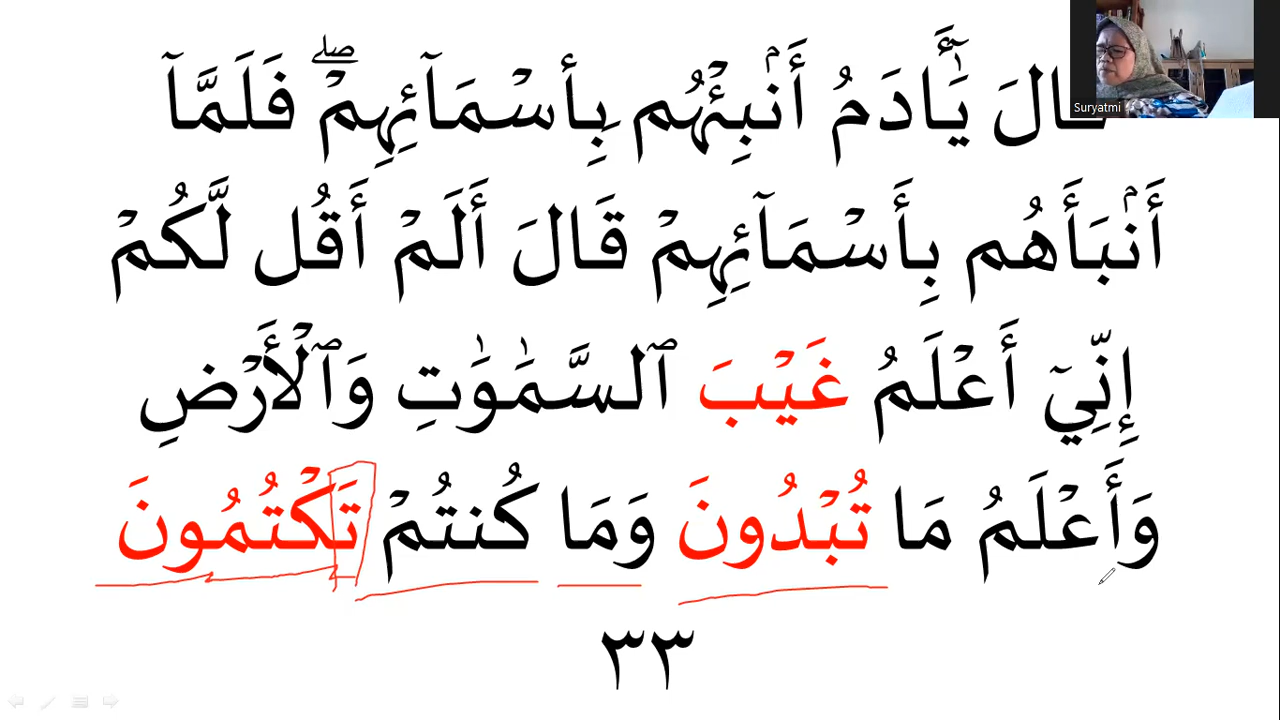 Suryatmi
قَالَ يَٰٓـَٔادَمُ أَنۢبِئْهُم بِأَسْمَآئِهِمْ ۖ فَلَمَّآ
أَنۢبَأَهُم بِأَسْمَآئِهِمْ قَالَ أَلَمْ أَقُل لَّكُمْ
إِنِّىٓ أَعْلَمُ غَيْبَ ٱلسَّمَٰوَٰتِ وَٱلْأَرْضِ
وَأَعْلَمُ مَا تُبْدُونَ وَمَا كُنتُمْ تَكْتُمُونَ
٣٣